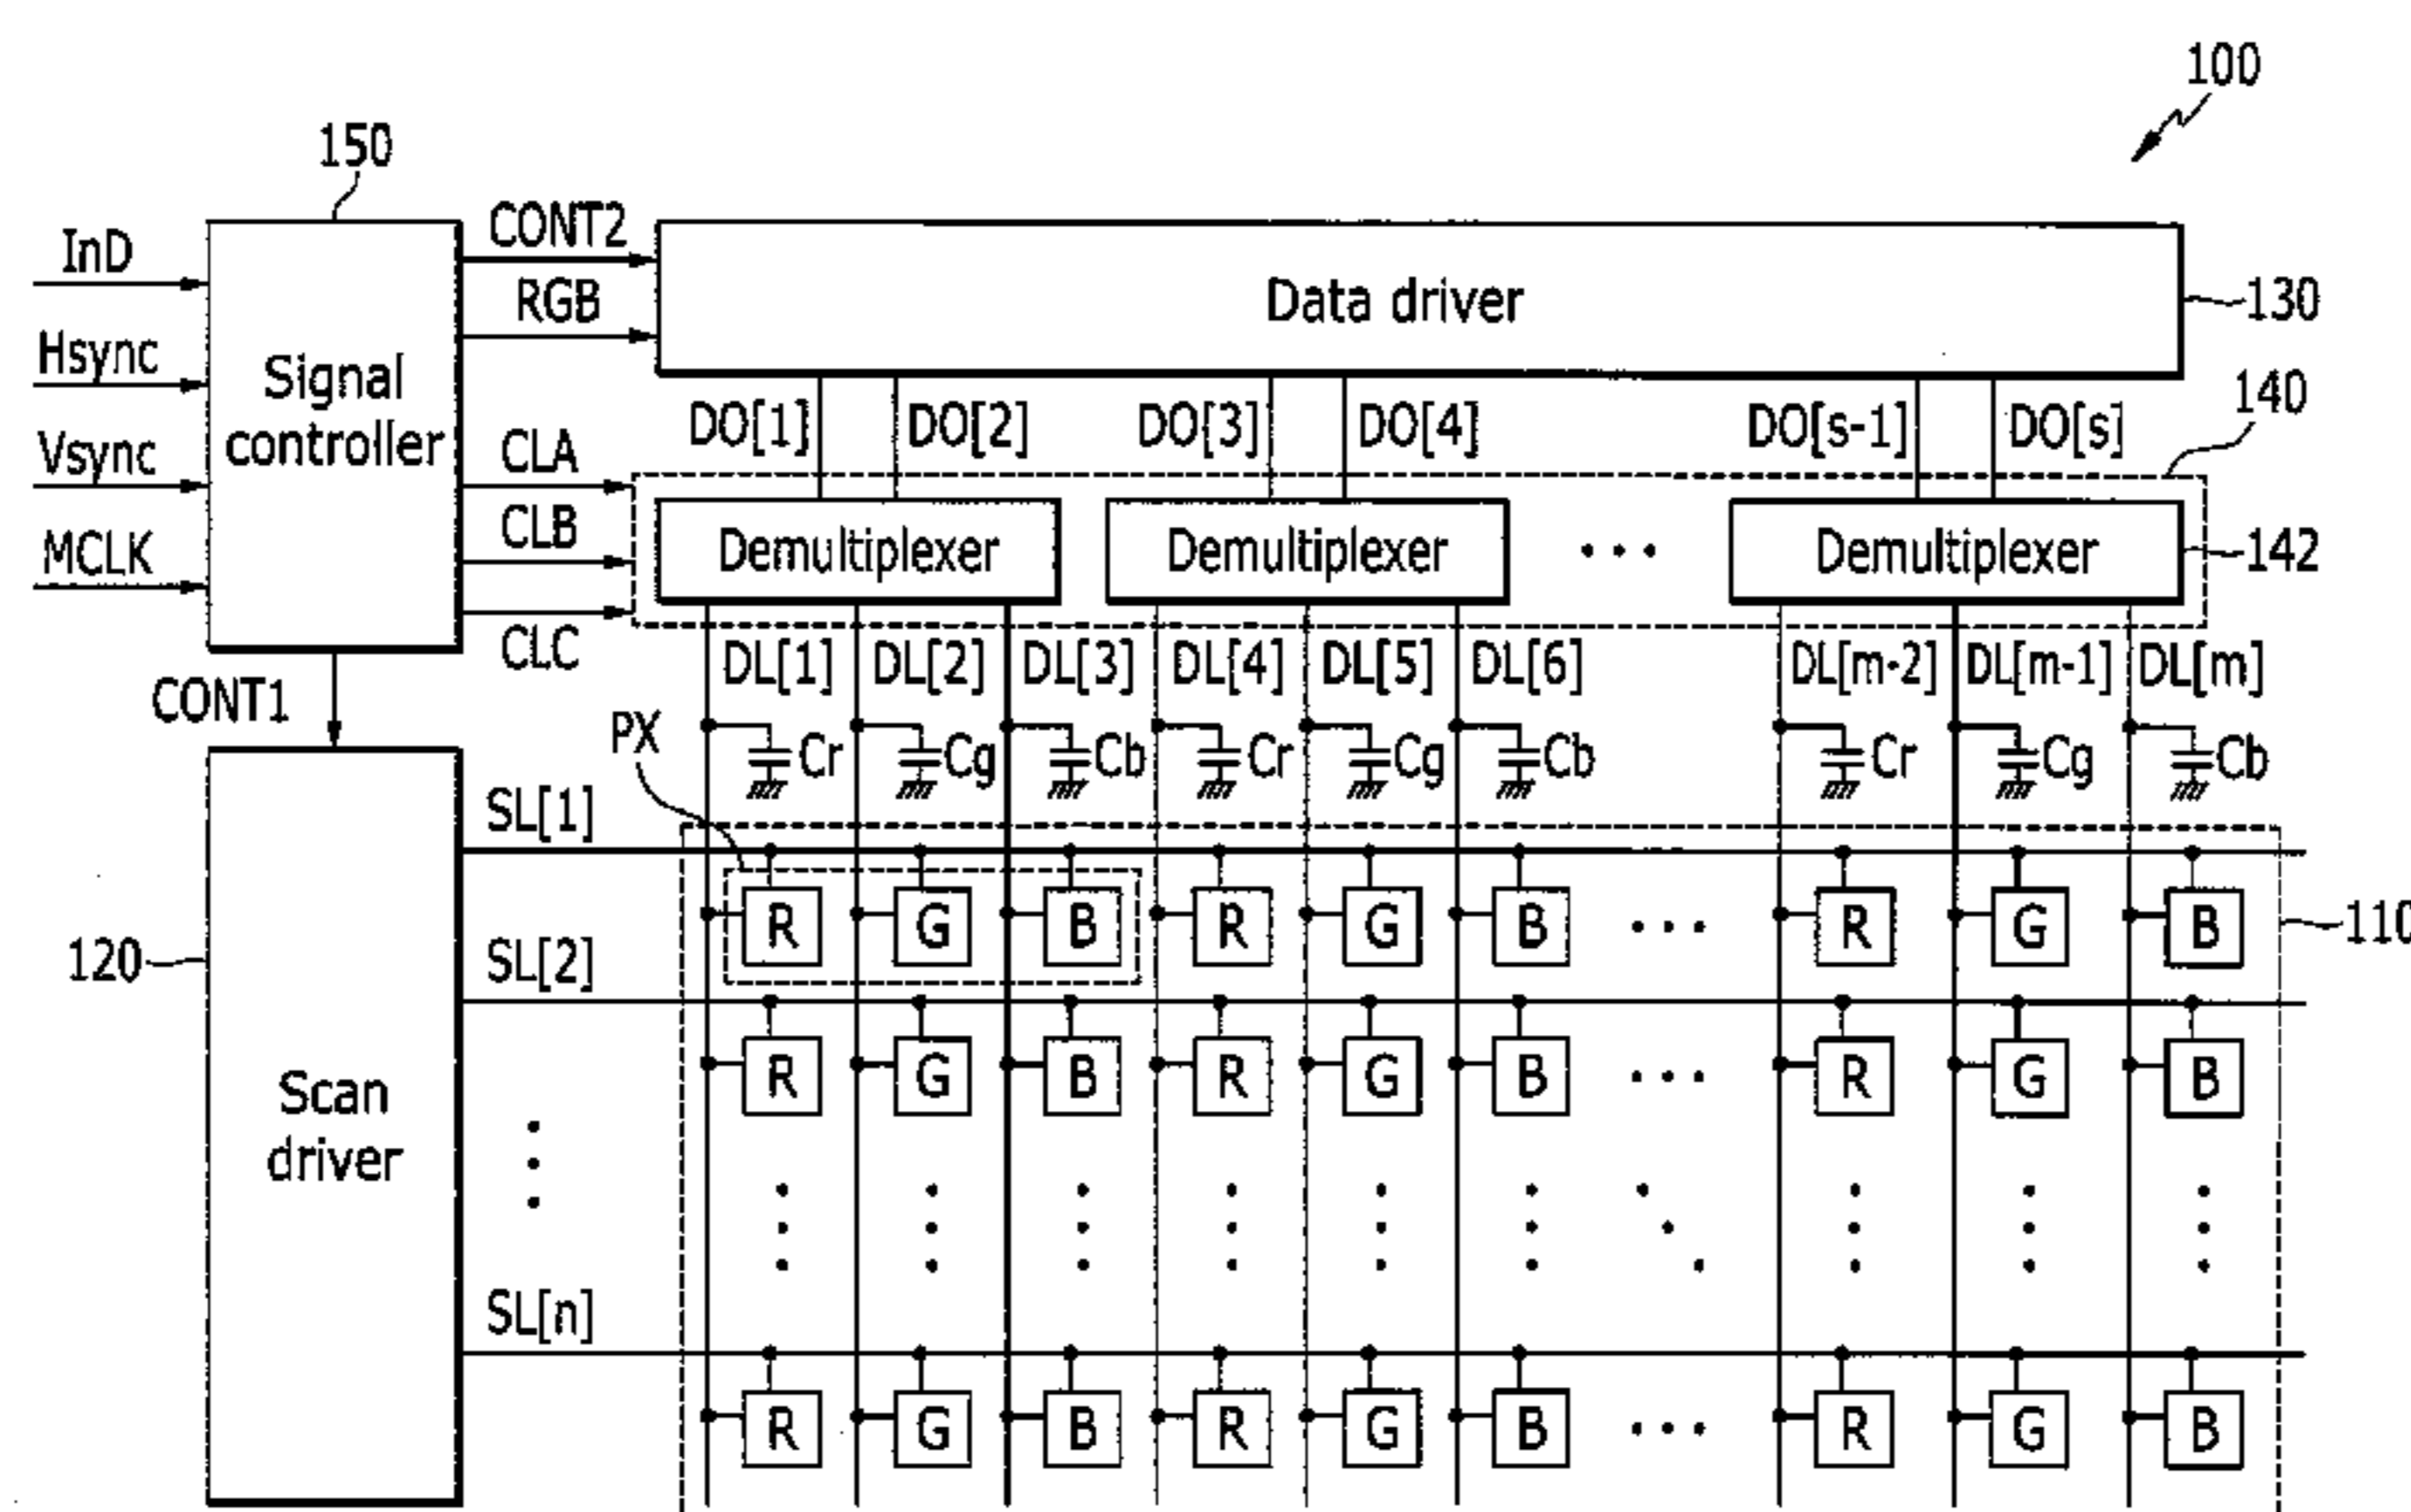 100
150
InD
Hsync
Vsync
MCLK
Signal
controller
CONT2
RGB
CLA
CLB
CLC
CONT1
Data driver
130
DO[1] DO[2] DO[3] DO[4] DO[s-1] DO[s]
140
Demultiplexer Demultiplexer Demultiplexer
142
DL[1] DL[2] DL[3] DL[4] DL[5] DL[6] DL[m-2] DL[m-1] DL[m]
PX
Cr Cg Cb Cr Cg Cb Cr Cg Cb
120
Scan
driver
SL[1]
R G B R G B R G B
110
SL[2]
R G B R G B R G B
SL[n]
R G B R G B R G B